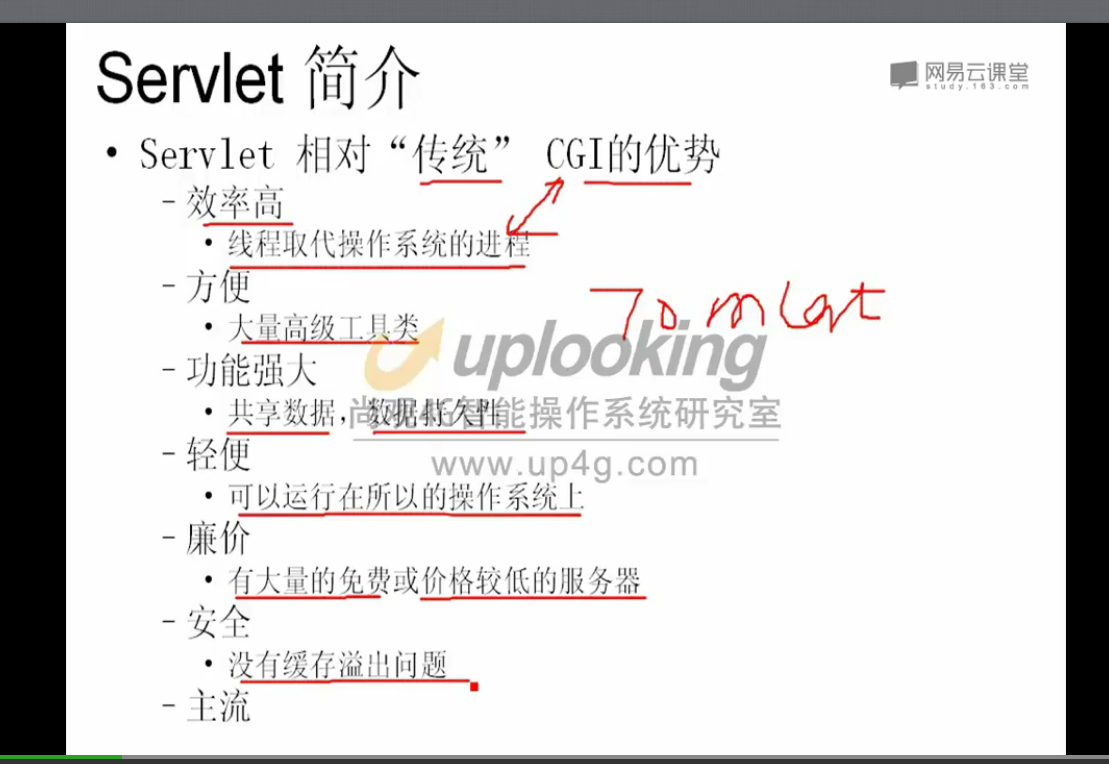 Servlet 简介
网易云课堂
study.163.com
• Servlet 相对“传统” CGI的优势
– 效率高
• 线程取代操作系统的进程
– 方便
Tomcat
• 大量高级工具类
uplooking
– 功能强大
• 共享数据，数据持久性
尚观4G智能操作系统研究室
– 轻便
www.up4g.com
• 可以运行在所以的操作系统上
– 廉价
• 有大量的免费或价格较低的服务器
– 安全
• 没有缓存溢出问题
– 主流